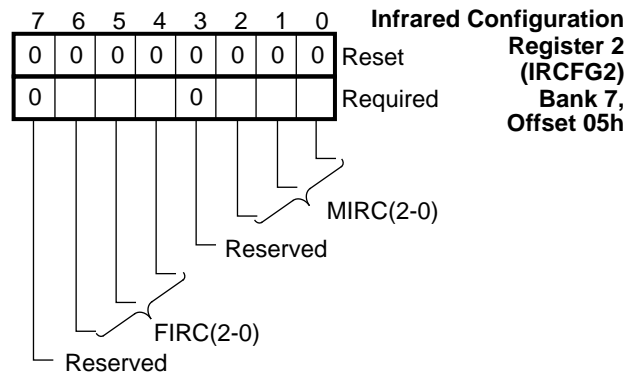 7 6 5 4 3 2 1 0
Infrared Configuration
Register 2
(IRCFG2)
Bank 7,
Offset 05h
0 0 0 0 0 0 0 0 Reset
0 0 Required
MIRC(2-0)
Reserved
FIRC(2-0)
Reserved